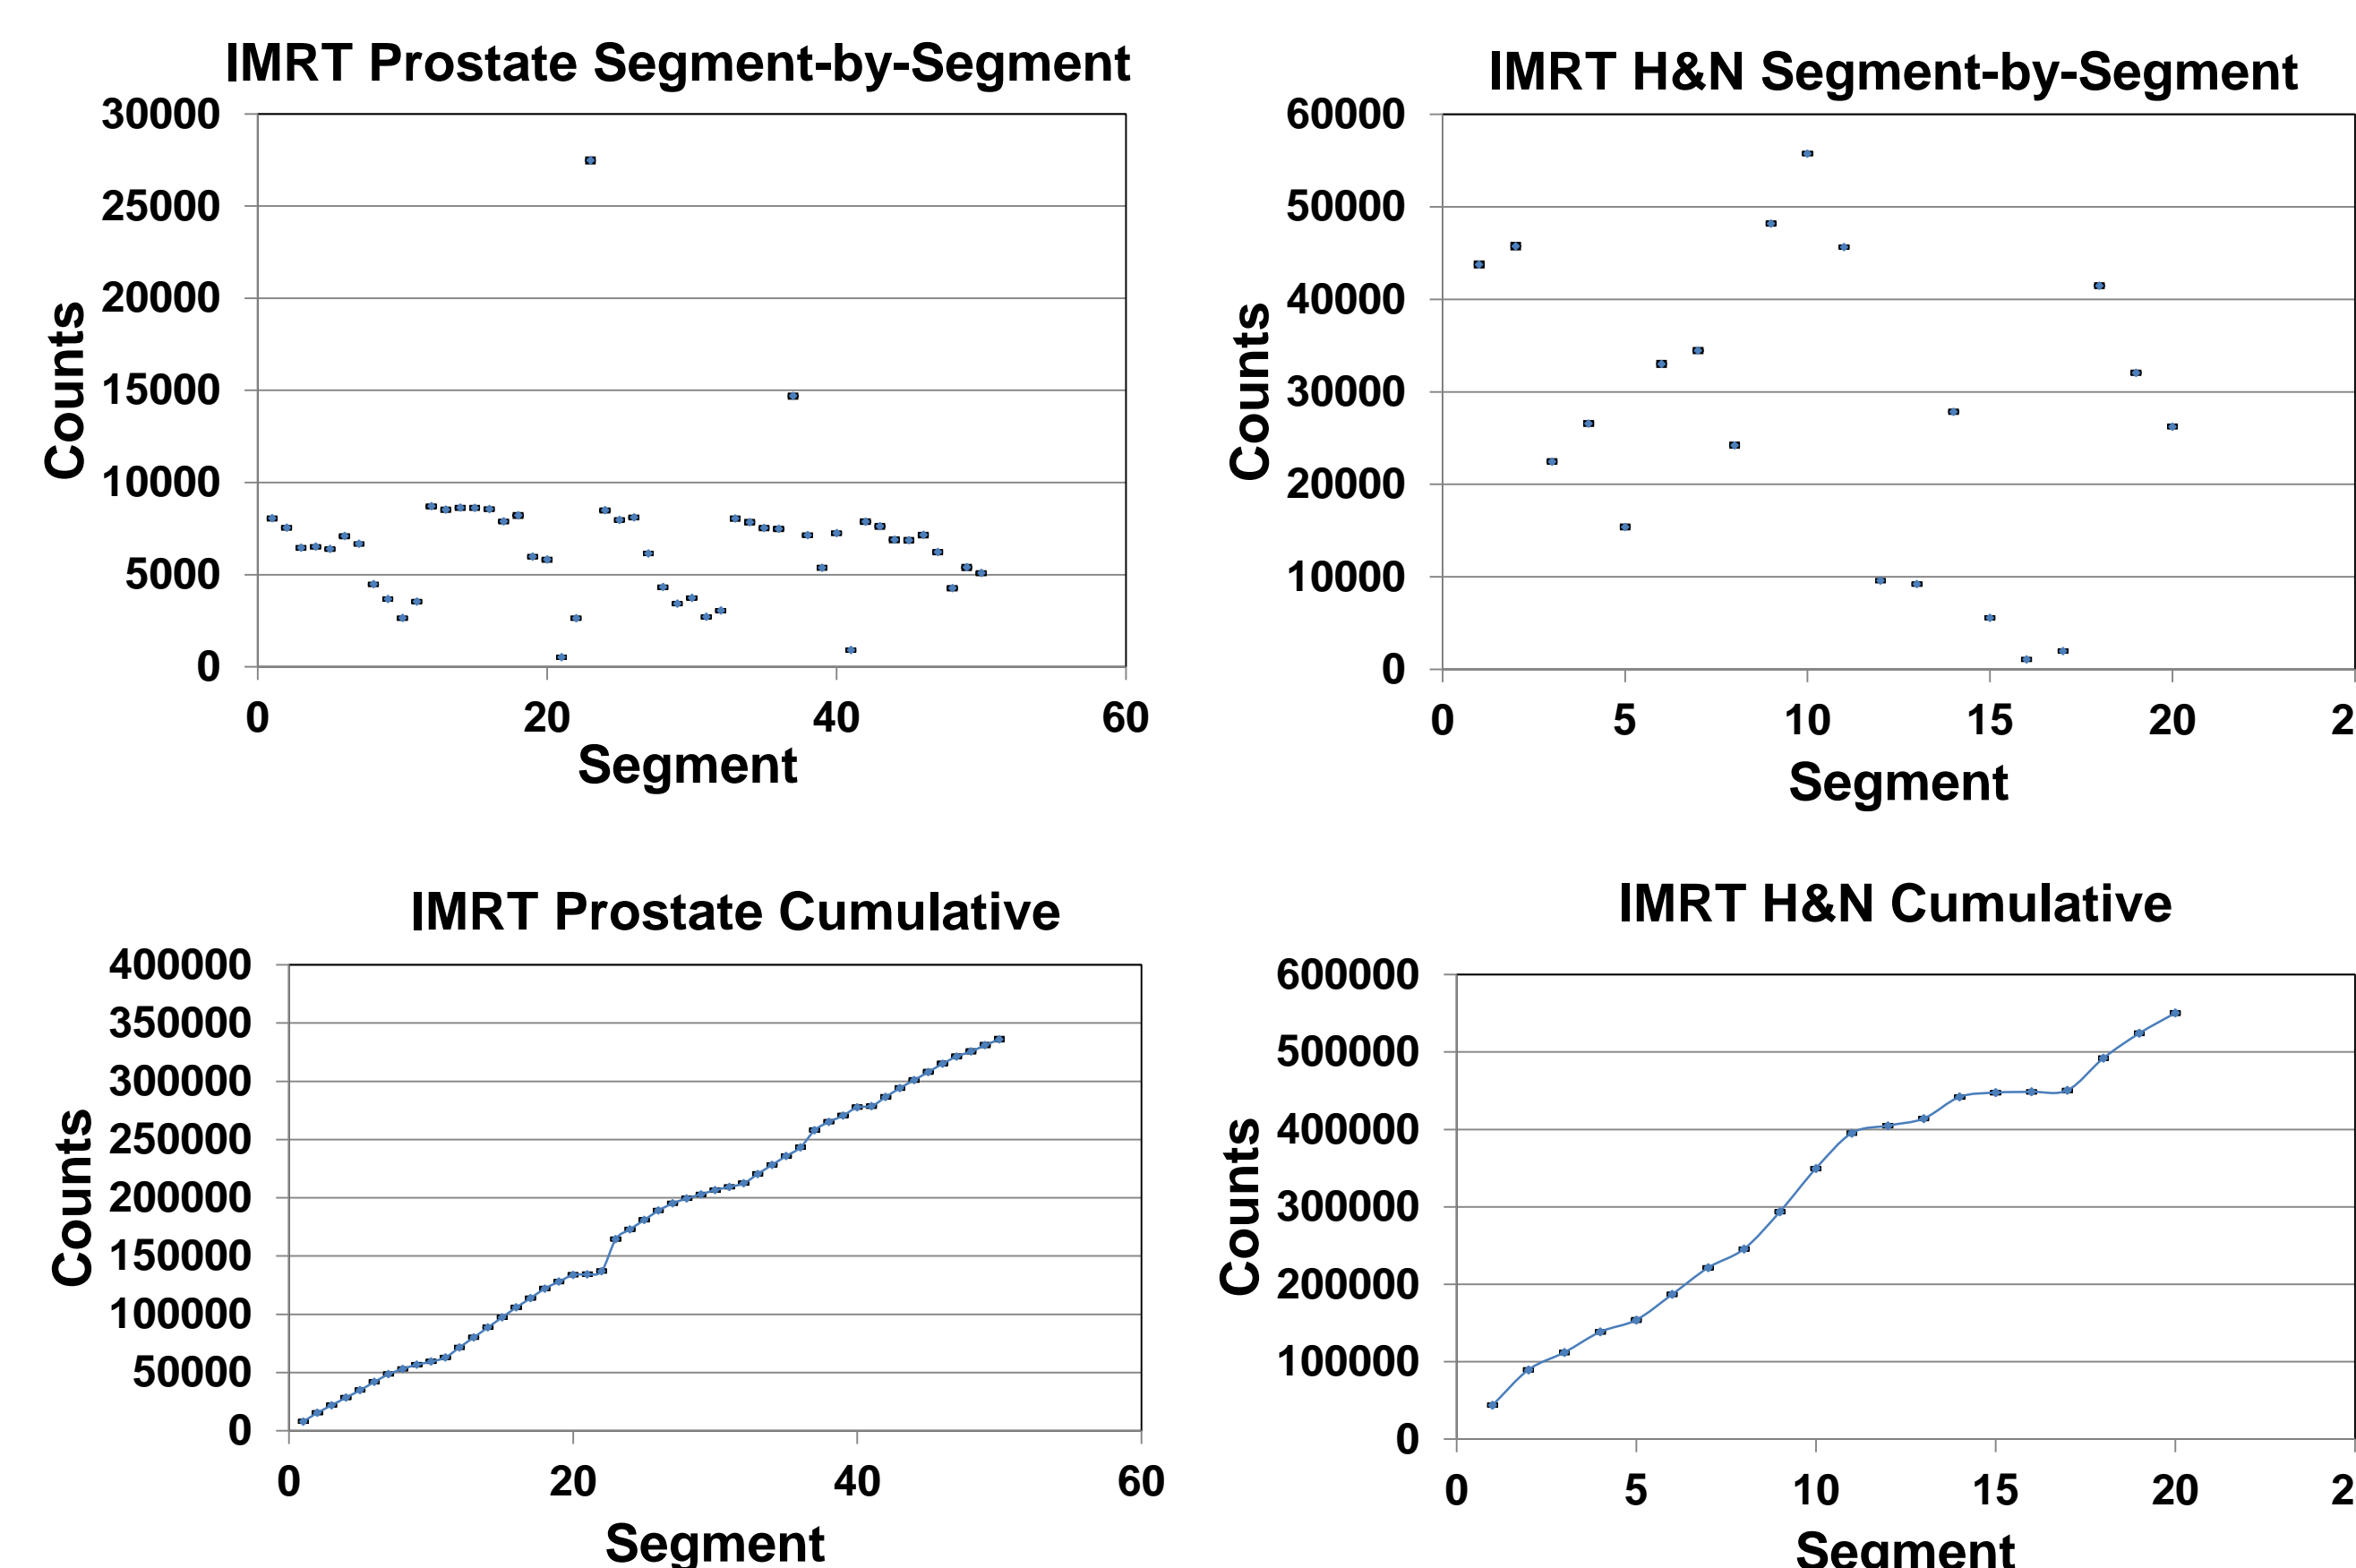 IMRT Prostate Segment-by-Segment
30000
25000
20000
15000
10000
5000
0
Counts
0 20 40 60
Segment
IMRT H&N Segment-by-Segment
60000
50000
40000
30000
20000
10000
0
Counts
0 5 10 15 20 2
Segment
IMRT Prostate Cumulative
400000
350000
300000
250000
200000
150000
100000
50000
0
Counts
0 20 40 60
Segment
IMRT H&N Cumulative
600000
500000
400000
300000
200000
100000
0
Counts
0 5 10 15 20 2
Segment